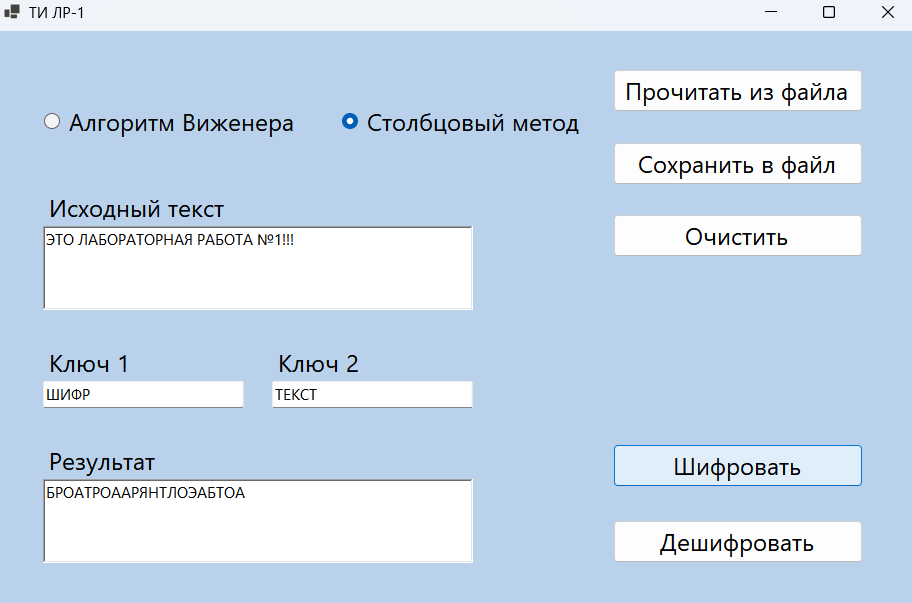 ТИ ЛР-1
Прочитать из файла
Алгоритм Виженера
Столбцовый метод
Сохранить в файл
Исходный текст
Очистить
ЭТО ЛАБОРАТОРНАЯ РАБОТА №1!!!
Ключ 1
Ключ 2
ШИФР
ТЕКСТ
Результат
Шифровать
БРОАТРОААРЯНТЛОЭАБТОА
Дешифровать